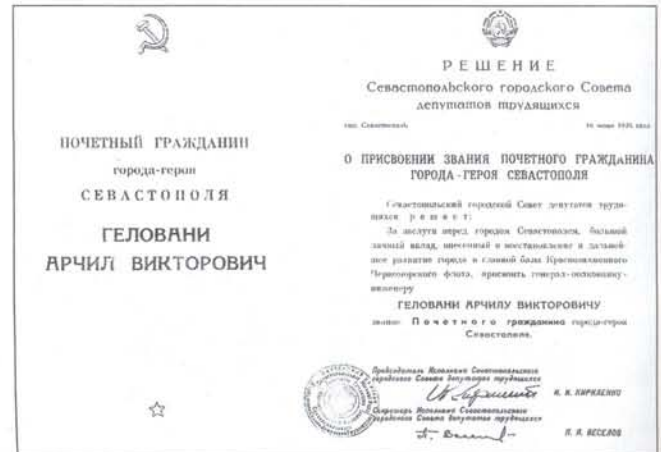 ПОЧЕТНЫЙ ГРАЖДАНИН
города-героя
СЕВАСТОПОЛЯ
ГЕЛОВАНИ
АРЧИЛ ВИКТОРОВИЧ
РЕШЕНИЕ
Севастопольского городского Совета
депутатов трудящихся
гор. Севастополь
О ПРИСВОЕНИИ ЗВАНИЯ ПОЧЕТНОГО ГРАЖДАНИНА
ГОРОДА-ГЕРОЯ СЕВАСТОПОЛЯ
Севастопольский городской Совет депутатов трудя-
щихся решает:
За заслуги перед городом Севастополем, большой
личный вклад, внесенный в восстановление и дальней-
шее развитие города и главной базы Краснознаменного
Черноморского флота, присвоить генерал-полковнику-
инженеру
ГЕЛОВАНИ АРЧИЛУ ВИКТОРОВИЧУ
звание Почетного гражданина города-героя
Севастополя.
Председатель Исполкома Севастопольского
городского Совета депутатов трудящихся
И. КИРИЛЕНКО
Секретарь Исполкома Севастопольского
городского Совета депутатов трудящихся
ВЕСЕЛОВ